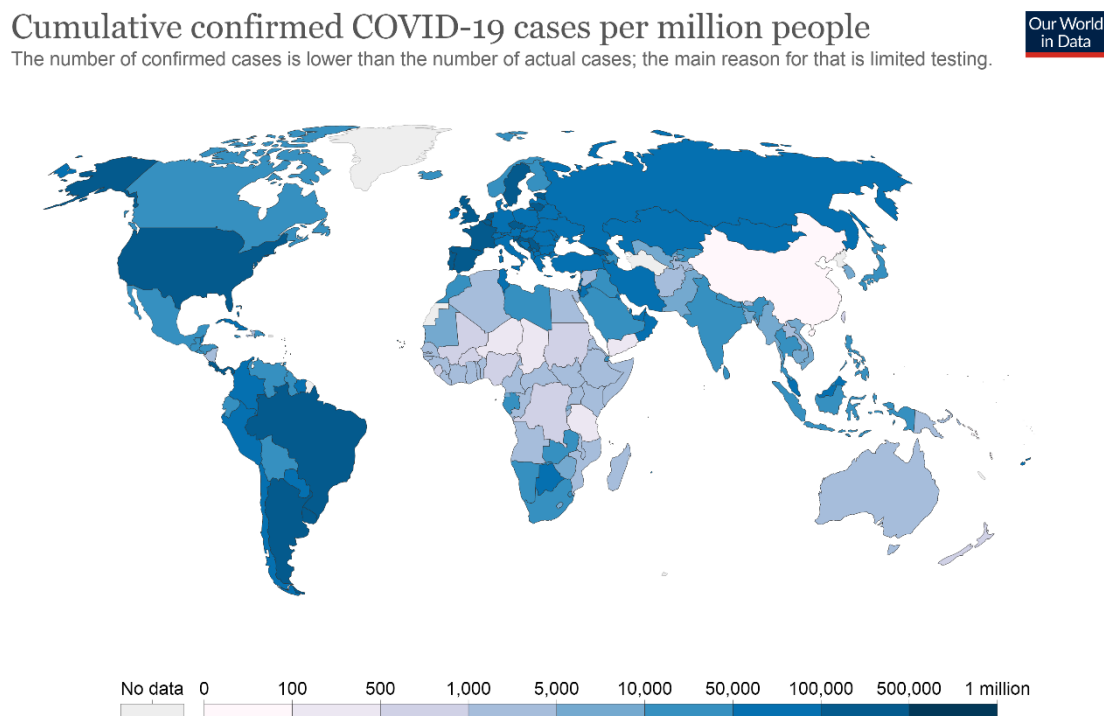 Cumulative confirmed COVID-19 cases per million people
The number of confirmed cases is lower than the number of actual cases; the main reason for that is limited testing.
Our World
in Data
No data 0 100 500 1,000 5,000 10,000 50,000 100,000 500,000 1 million